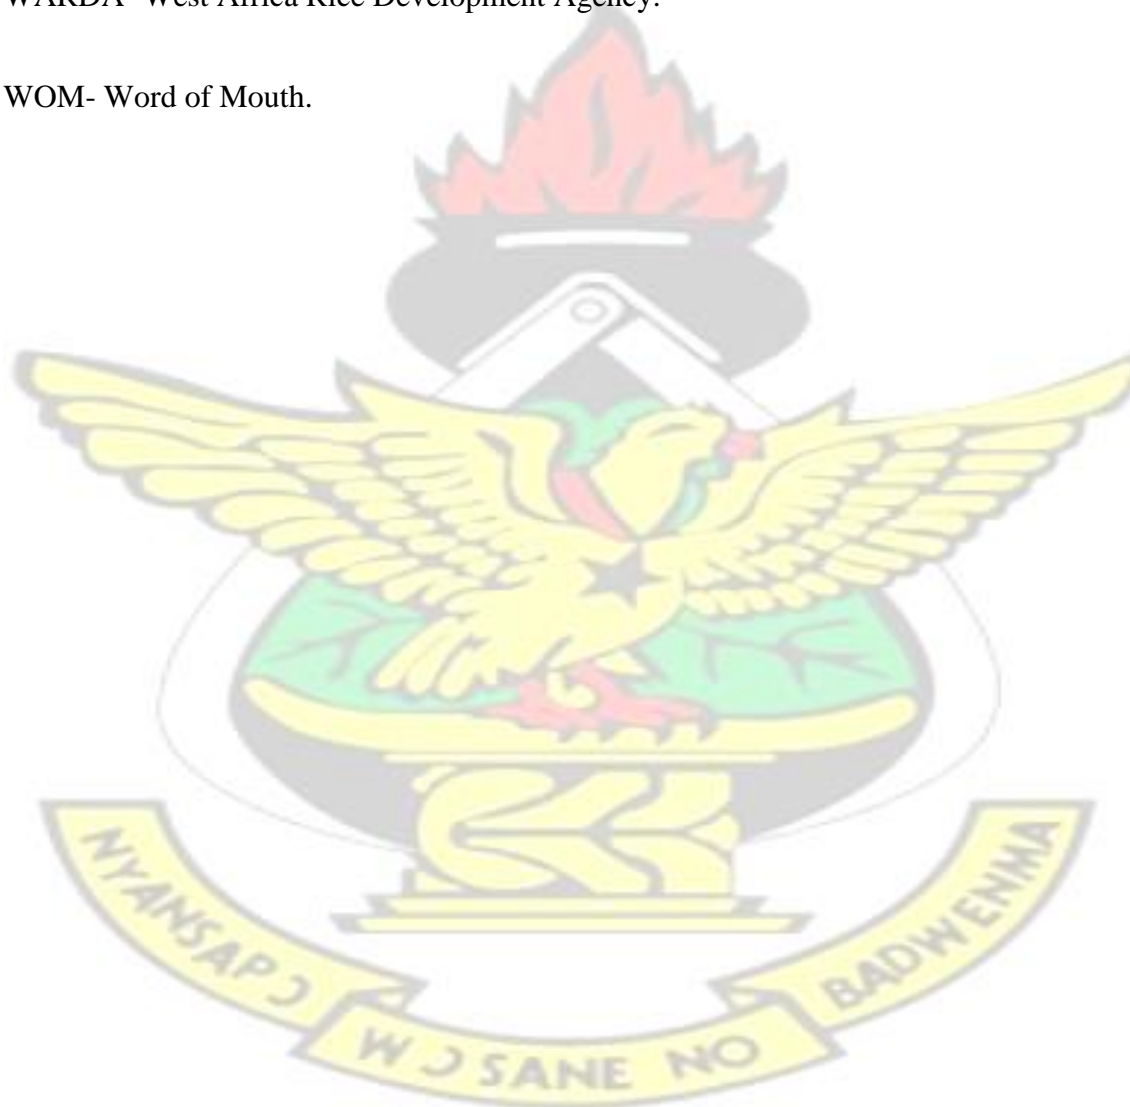 WARDA- West Africa Rice Development Agency.
WOM- Word of Mouth.
NYANSAPƆ
WƆSANE NO
BADWENMA